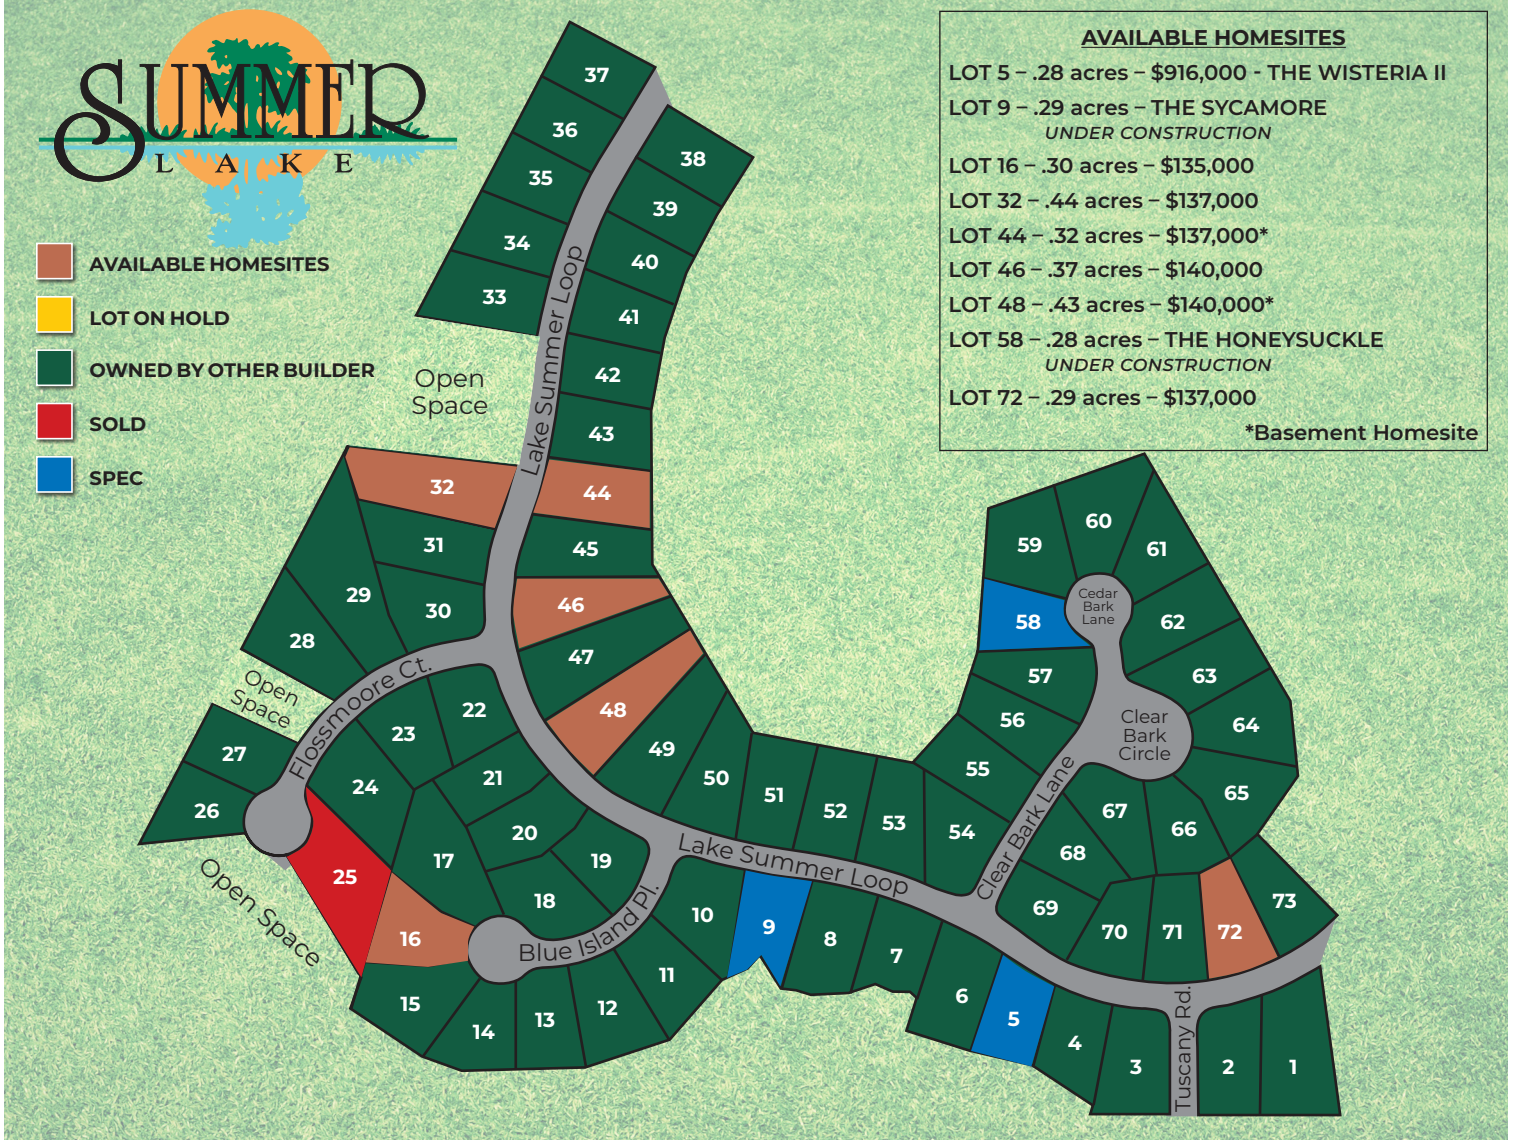 SUMMER
LAKE
AVAILABLE HOMESITES
LOT ON HOLD
OWNED BY OTHER BUILDER
SOLD
SPEC
AVAILABLE HOMESITES
LOT 5 – .28 acres – $916,000 - THE WISTERIA II
LOT 9 – .29 acres – THE SYCAMORE
UNDER CONSTRUCTION
LOT 16 – .30 acres – $135,000
LOT 32 – .44 acres – $137,000
LOT 44 – .32 acres – $137,000*
LOT 46 – .37 acres – $140,000
LOT 48 – .43 acres – $140,000*
LOT 58 – .28 acres – THE HONEYSUCKLE
UNDER CONSTRUCTION
LOT 72 – .29 acres – $137,000
*Basement Homesite
37
36
35
34
33
38
39
40
41
42
43
Lake Summer Loop
Open
Space
32
31
30
29
28
44
45
46
47
48
49
50
51
52
53
54
55
56
57
58
59
60
61
62
63
64
65
66
67
68
69
70
71
72
73
Cedar
Bark
Lane
Clear
Bark
Circle
Clear Bark Lane
Flossmoore Ct.
Open
Space
27
26
22
23
24
21
20
19
18
17
25
16
Open Space
Blue Island Pl.
Lake Summer Loop
15
14
13
12
11
10
9
8
7
6
5
4
3
Tuscany Rd.
2
1